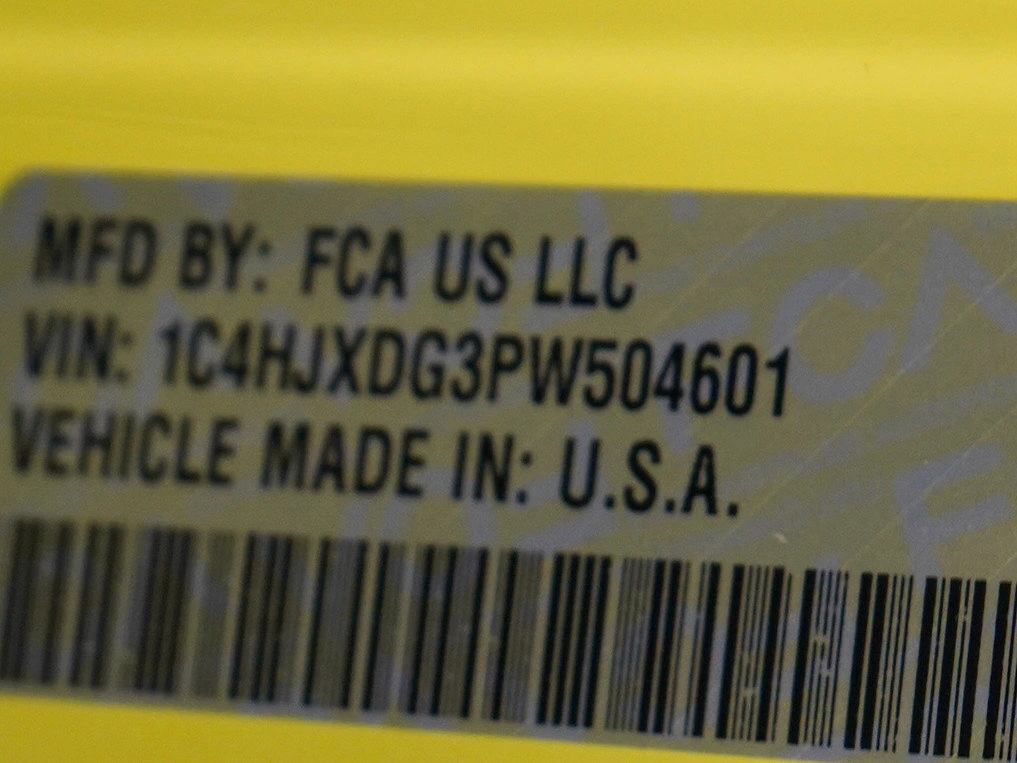 MFD BY: FCA US LLC
VIN: 1C4HJXDG3PW504601
VEHICLE MADE IN: U.S.A.